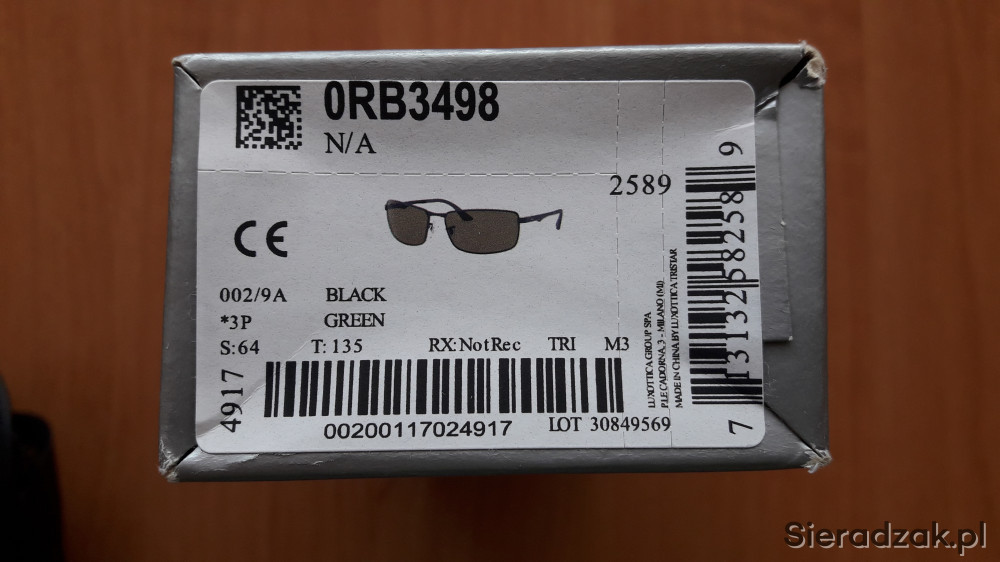 0RB3498
N/A
2589
CE
002/9A BLACK
*3P GREEN
S:64 T: 135 RX:NotRec TRI M3
4917
00200117024917
LOT 30849569
LUXOTTICA GROUP SPA
P.LE CADORNA, 3 - MILANO (MI)
MADE IN CHINA BY LUXOTTICA TRISTAR
7 13132 58258 9
Sieradzak.pl